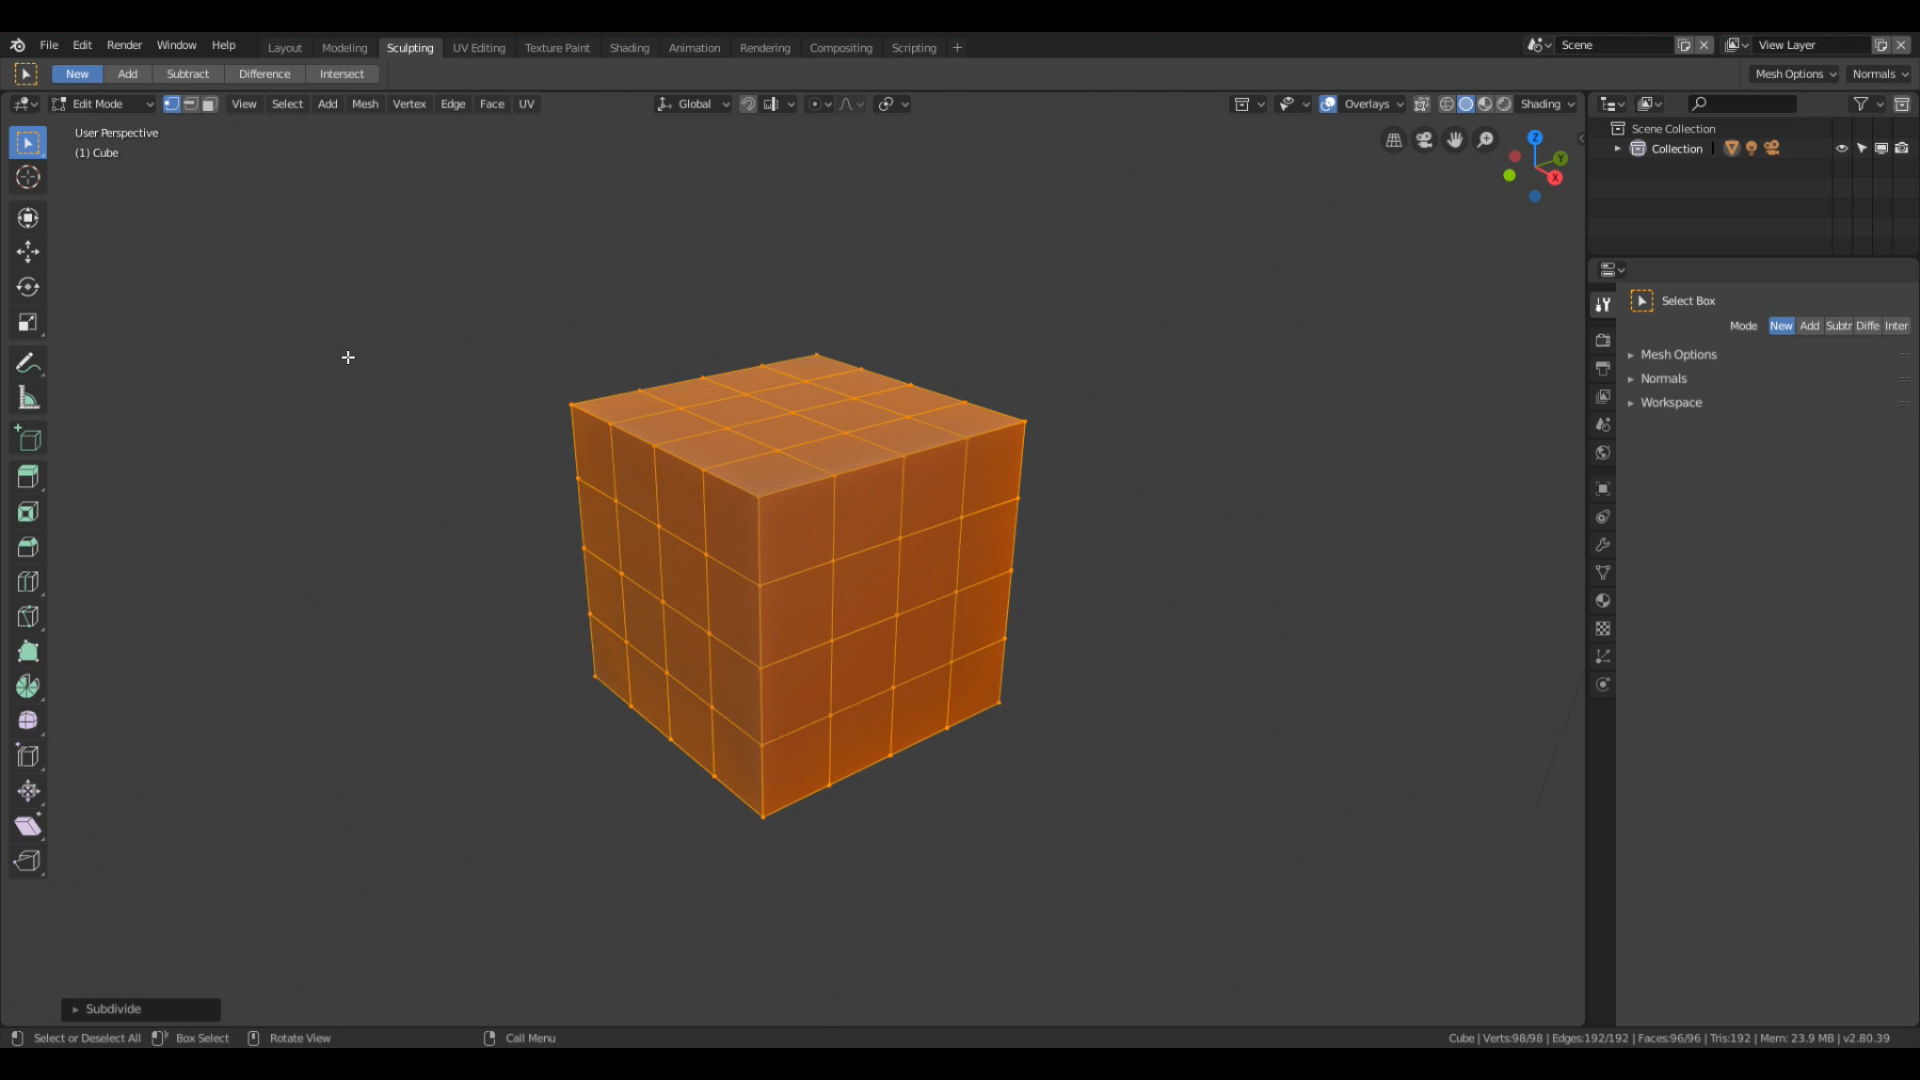 File Edit Render Window Help Layout Modeling Sculpting UV Editing Texture Paint Shading Animation Rendering Compositing Scripting + Scene View Layer
New Add Subtract Difference Intersect Mesh Options Normals
Edit Mode View Select Add Mesh Vertex Edge Face UV Global Overlays Shading
User Perspective
(1) Cube
Z
Y
X
Scene Collection
Collection
Select Box
Mode New Add Subtr Diffe Inter
Mesh Options
Normals
Workspace
Subdivide
Select or Deselect All Box Select Rotate View Call Menu Cube | Verts:98/98 | Edges:192/192 | Faces:96/96 | Tris:192 | Mem: 23.9 MB | v2.80.39